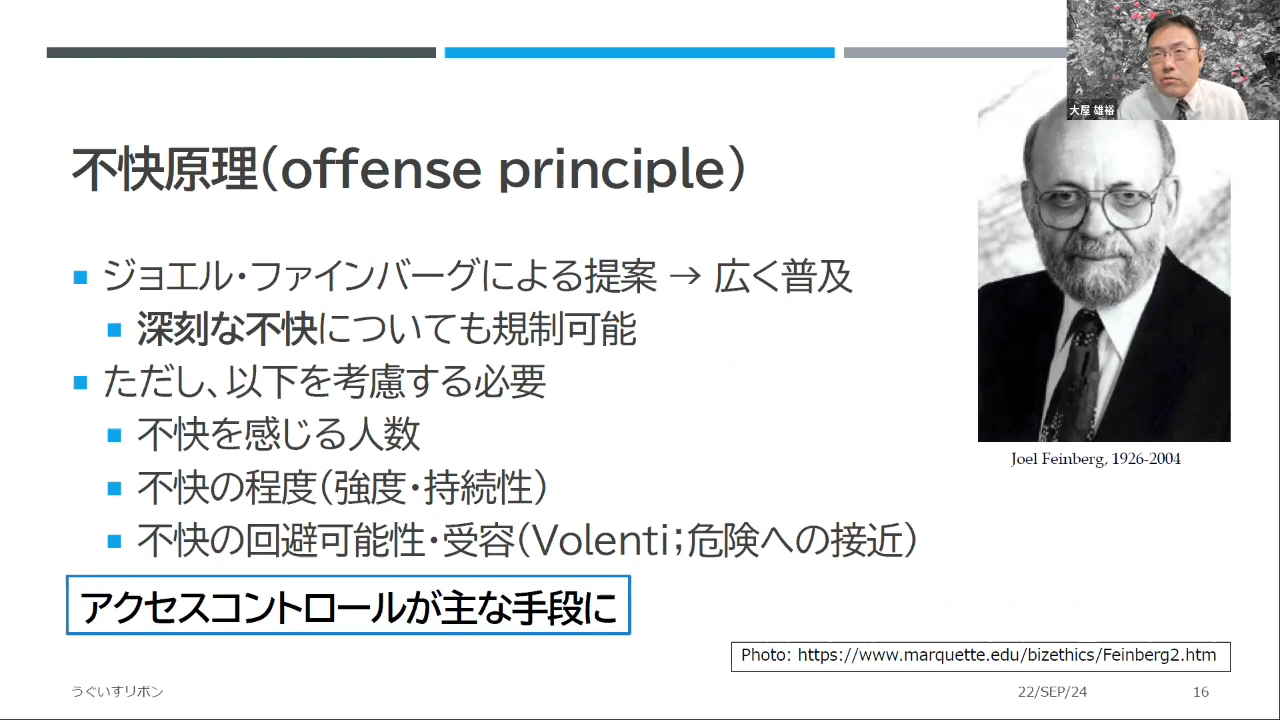 大屋 雄裕
不快原理（offense principle）
ジョエル・ファインバーグによる提案 → 広く普及
深刻な不快についても規制可能
ただし、以下を考慮する必要
不快を感じる人数
不快の程度（強度・持続性）
不快の回避可能性・受容（Volenti；危険への接近）
アクセスコントロールが主な手段に
Joel Feinberg, 1926-2004
Photo: https://www.marquette.edu/bizethics/Feinberg2.htm
うぐいすリボン
22/SEP/24
16